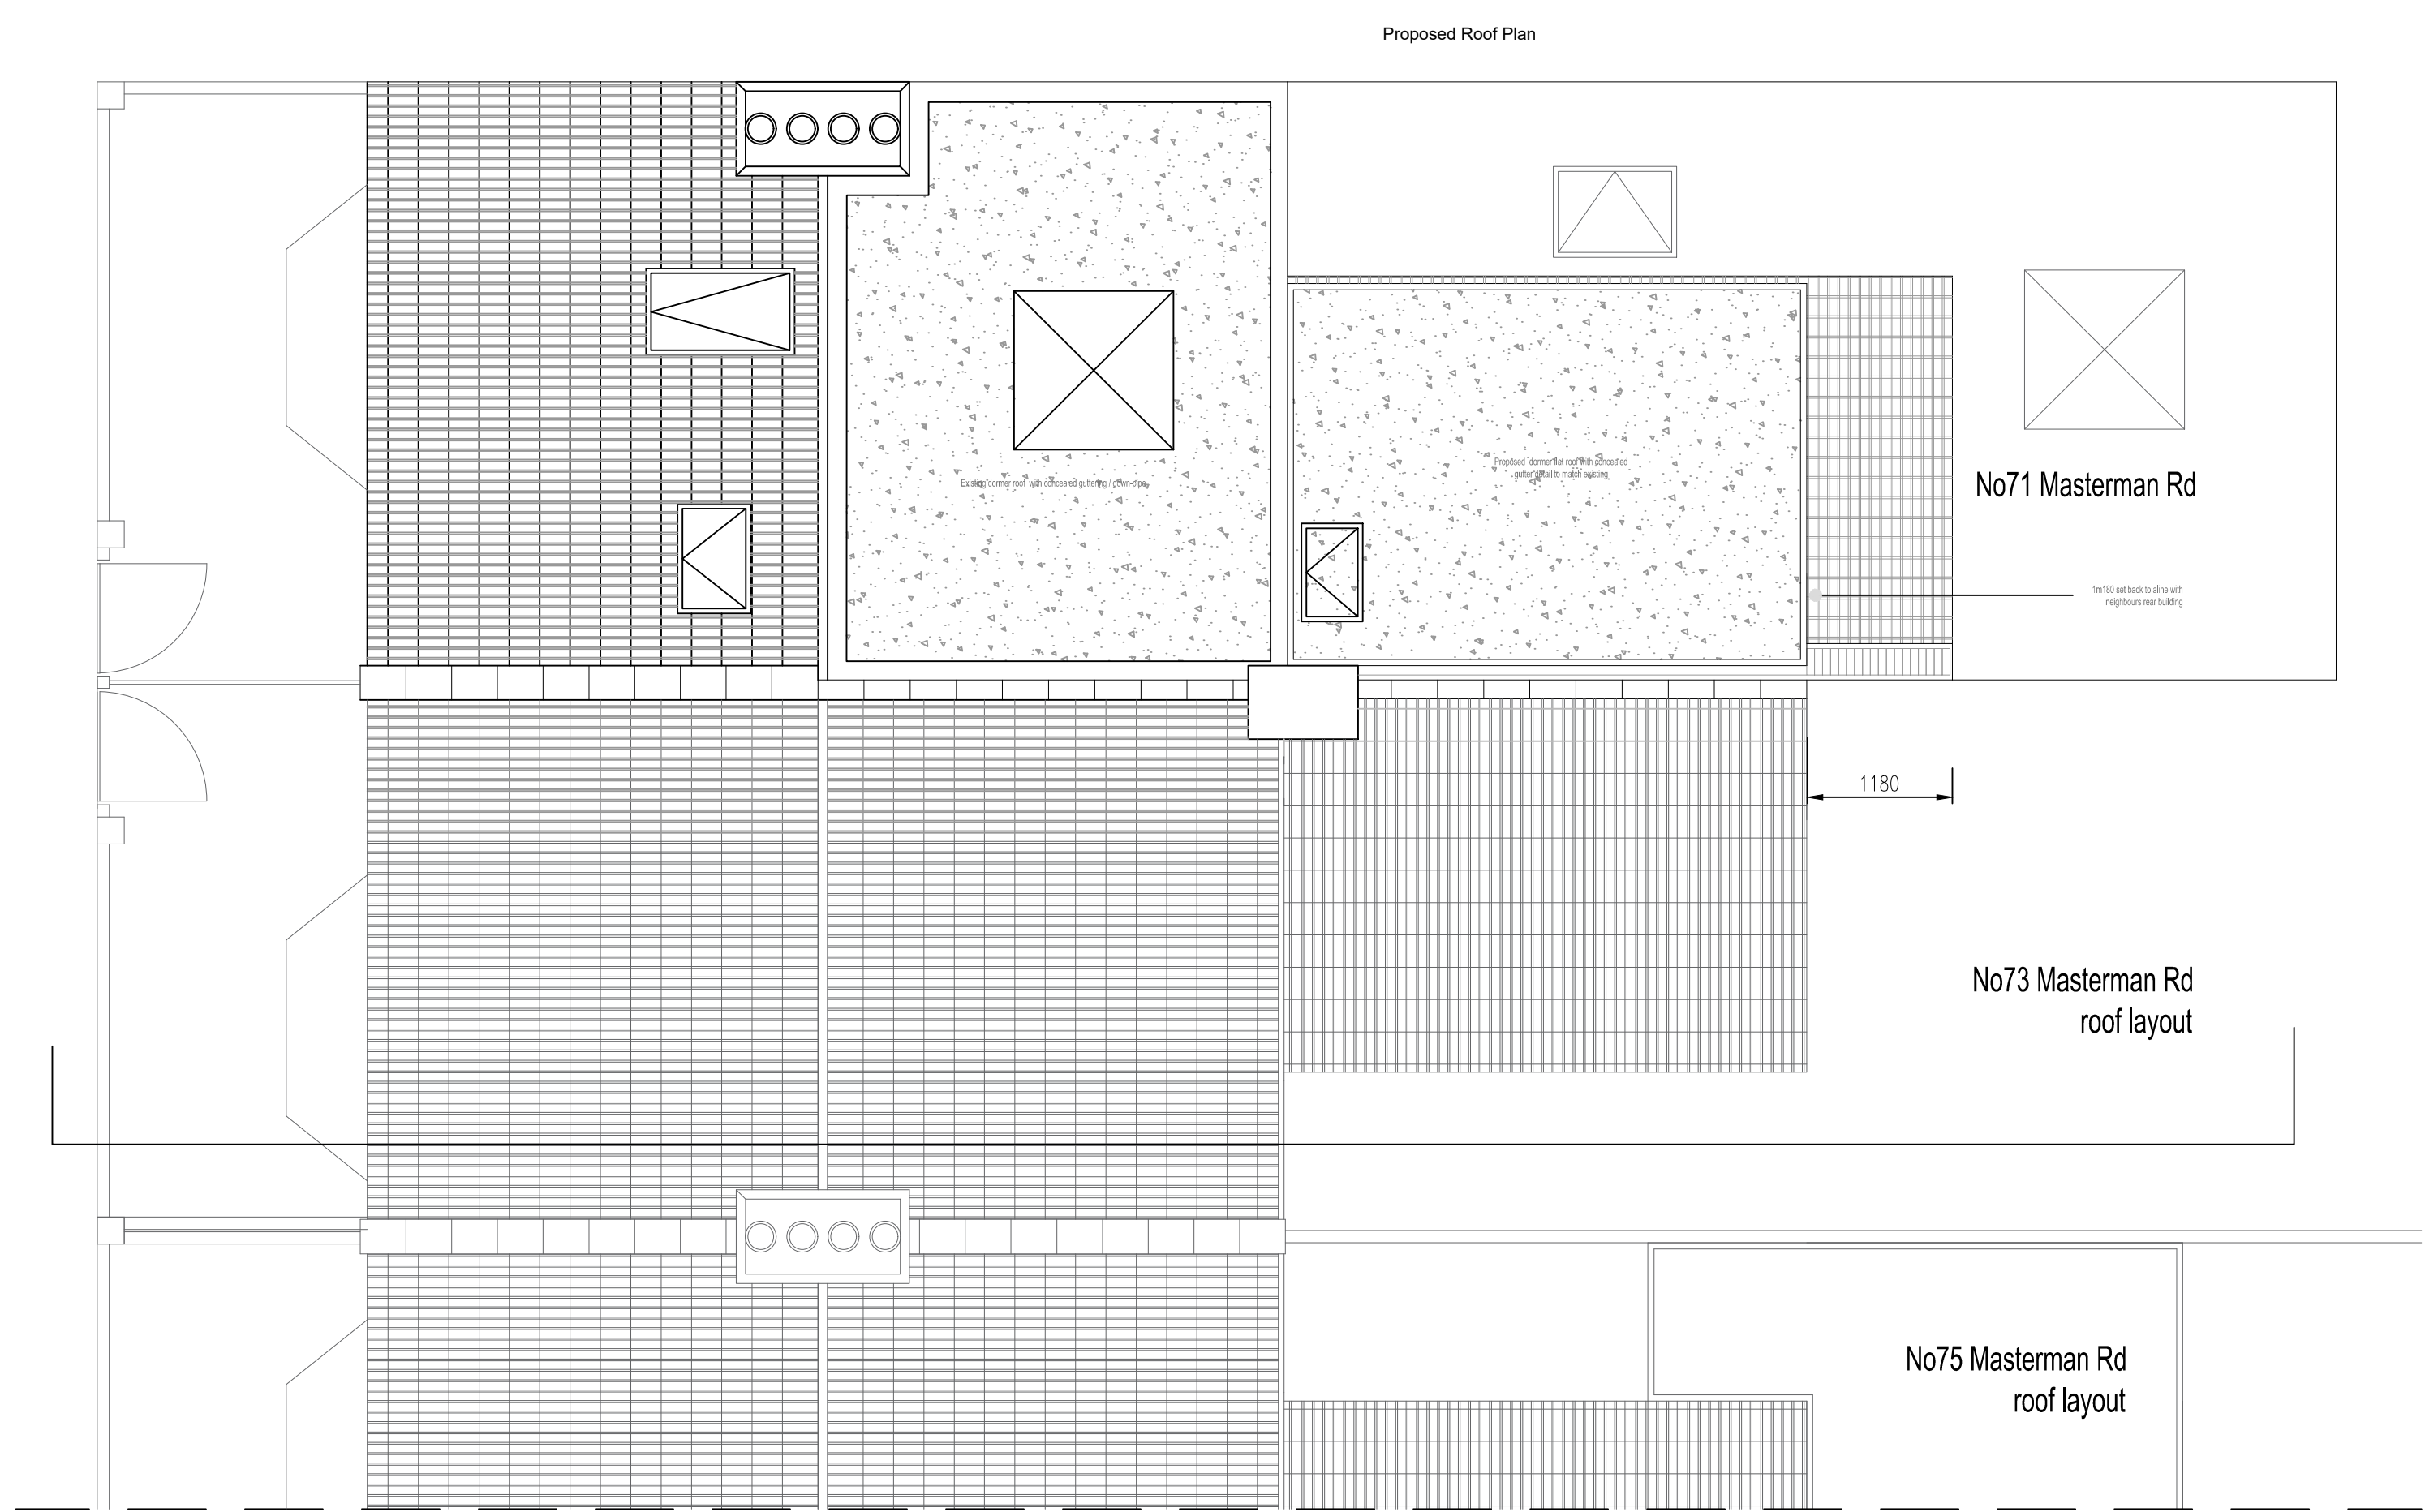 Proposed Roof Plan
Existing dormer roof with concealed guttering / down-pipe
Proposed dormer flat roof with concealed
gutter detail to match existing
No71 Masterman Rd
1m180 set back to aline with
neighbours rear building
1180
No73 Masterman Rd
roof layout
No75 Masterman Rd
roof layout